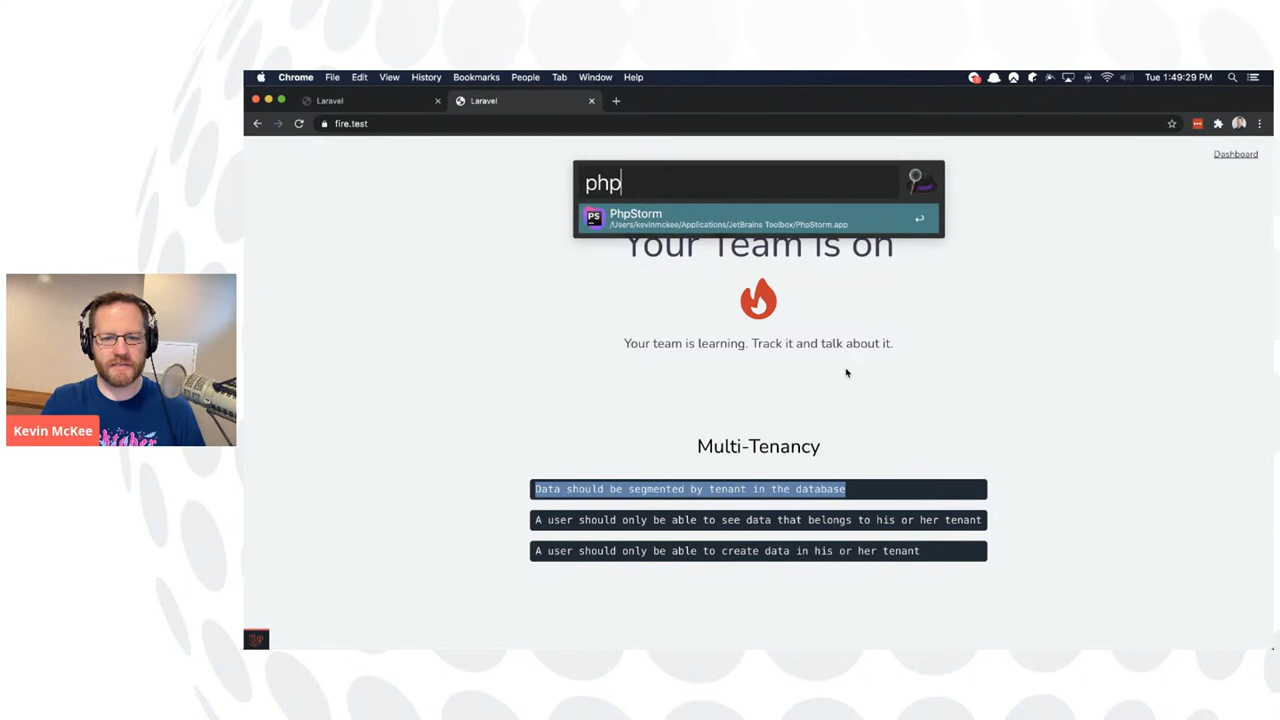 Chrome File Edit View History Bookmarks People Tab Window Help Tue 1:49:29 PM
Laravel Laravel
fire.test
Dashboard
php
PS PhpStorm
/Users/kevinmckee/Applications/JetBrains Toolbox/PhpStorm.app
Your Team is on
Your team is learning. Track it and talk about it.
Multi-Tenancy
Data should be segmented by tenant in the database
A user should only be able to see data that belongs to his or her tenant
A user should only be able to create data in his or her tenant
Kevin McKee